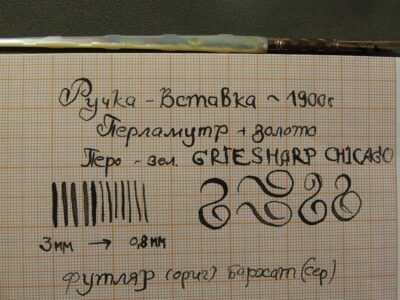 Ручка - Вставка ~ 1900г
Перламутр + золото
Перо - зол. GRIESHARP CHICAGO
3мм → 0,8мм
футляр (ориг) бархат (сер)